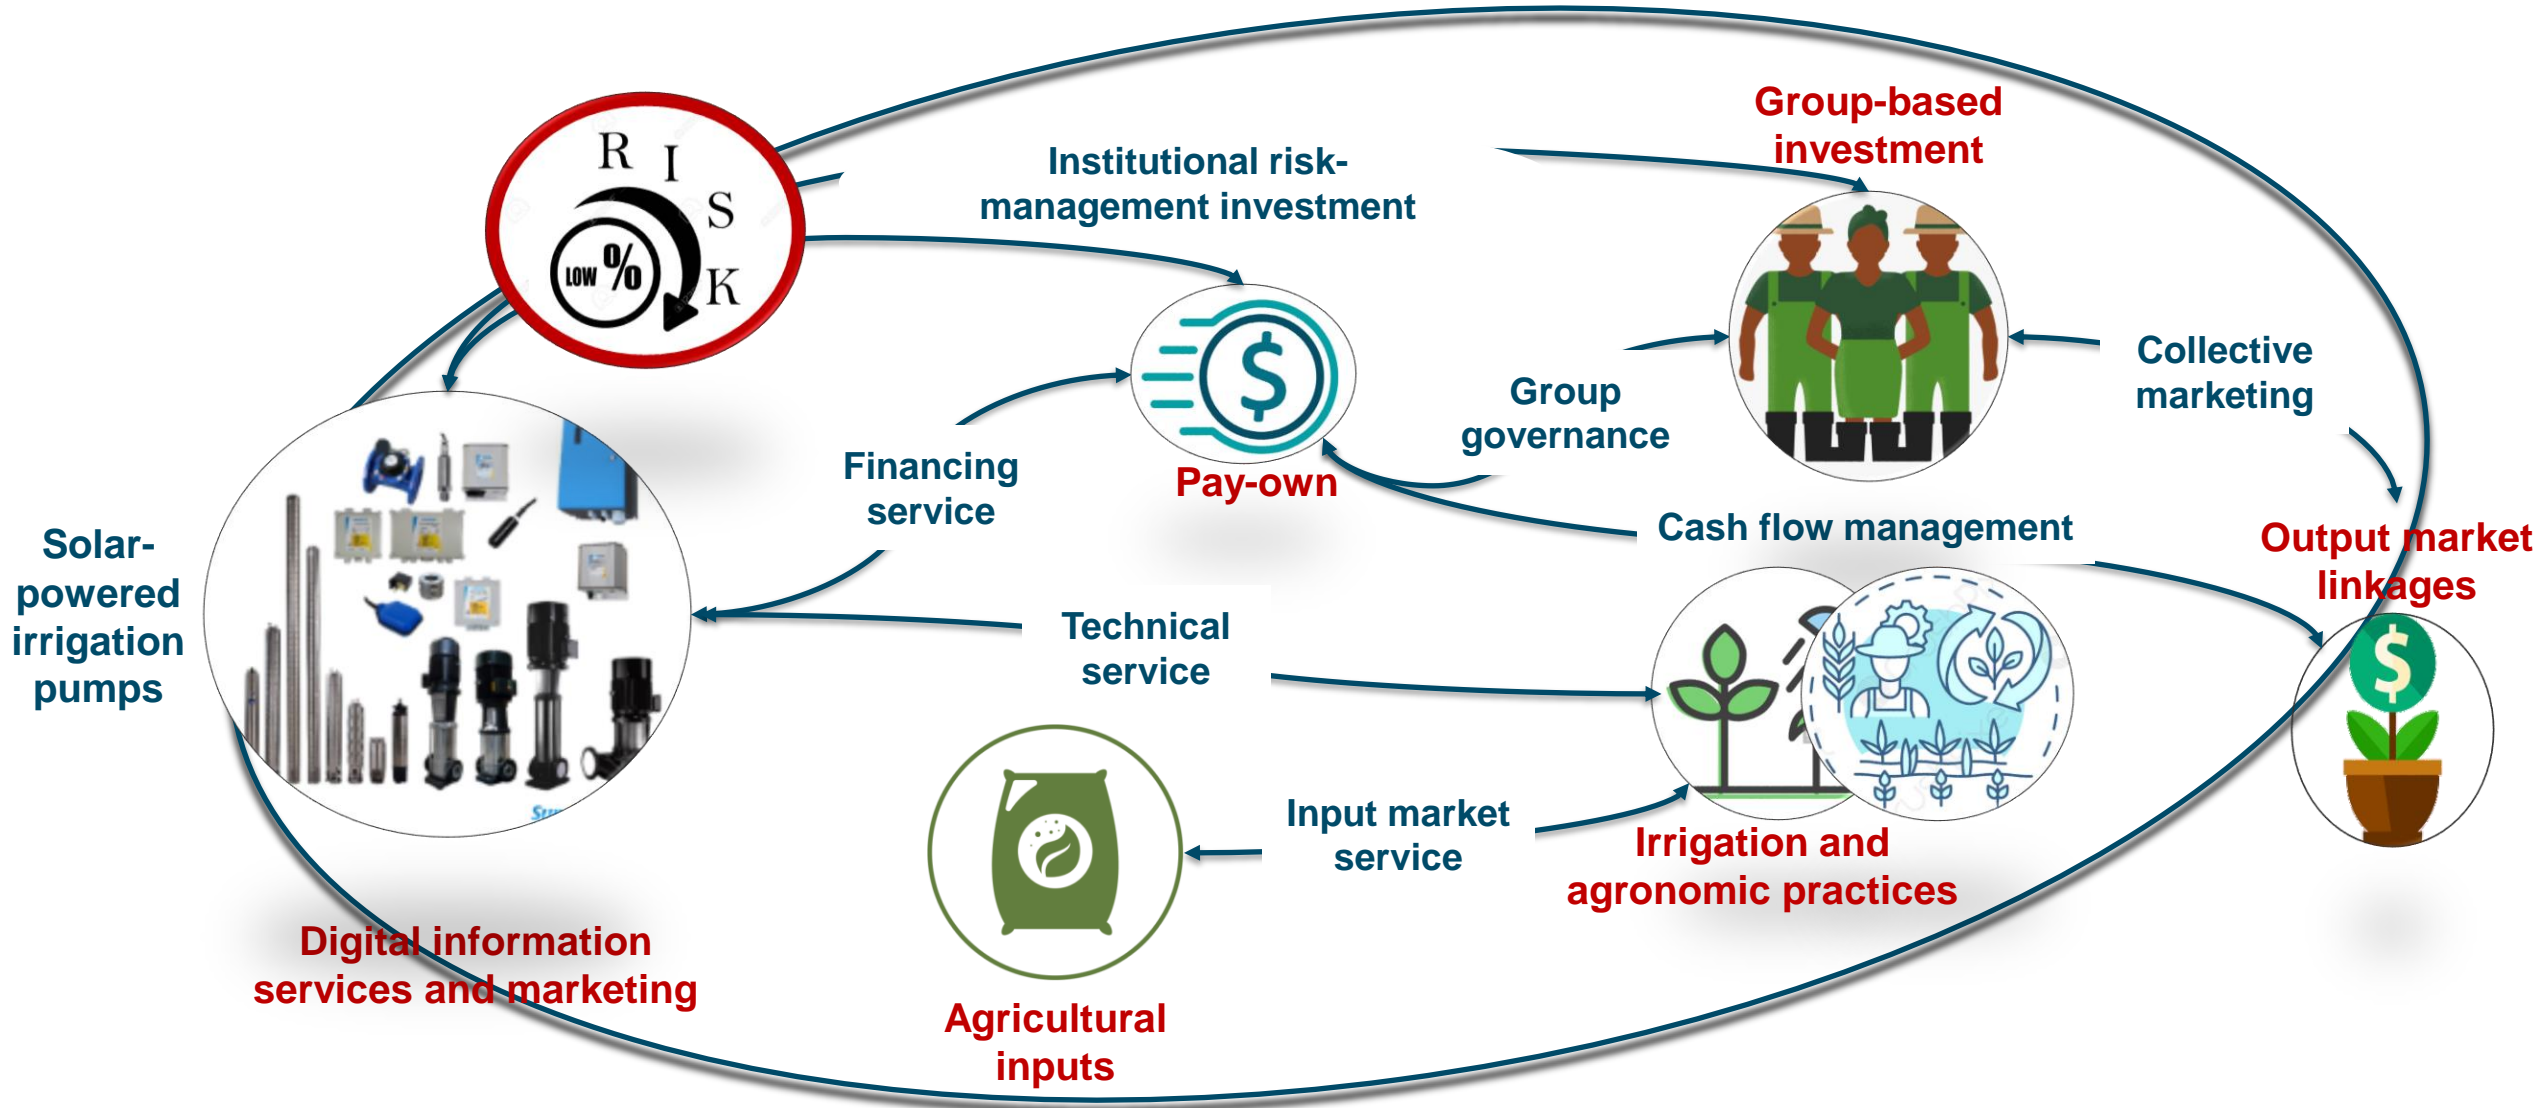 Group-based
investment
Institutional risk-
management investment
R I S K
LOW %
$
Pay-own
Group
governance
Collective
marketing
Financing
service
Cash flow management
Output market
linkages
$
Solar-
powered
irrigation
pumps
Technical
service
Input market
service
Irrigation and
agronomic practices
Digital information
services and marketing
Agricultural
inputs